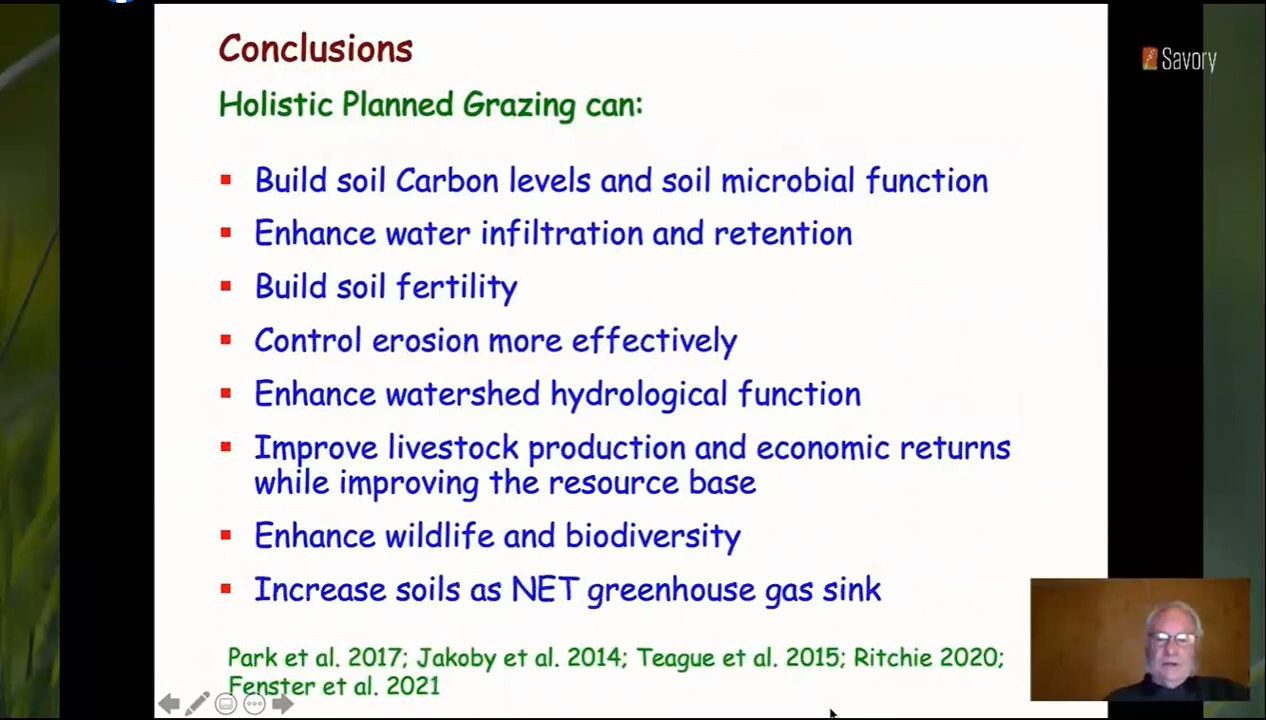 Conclusions
Savory
Holistic Planned Grazing can:
▪ Build soil Carbon levels and soil microbial function
▪ Enhance water infiltration and retention
▪ Build soil fertility
▪ Control erosion more effectively
▪ Enhance watershed hydrological function
▪ Improve livestock production and economic returns
while improving the resource base
▪ Enhance wildlife and biodiversity
▪ Increase soils as NET greenhouse gas sink
Park et al. 2017; Jakoby et al. 2014; Teague et al. 2015; Ritchie 2020;
Fenster et al. 2021